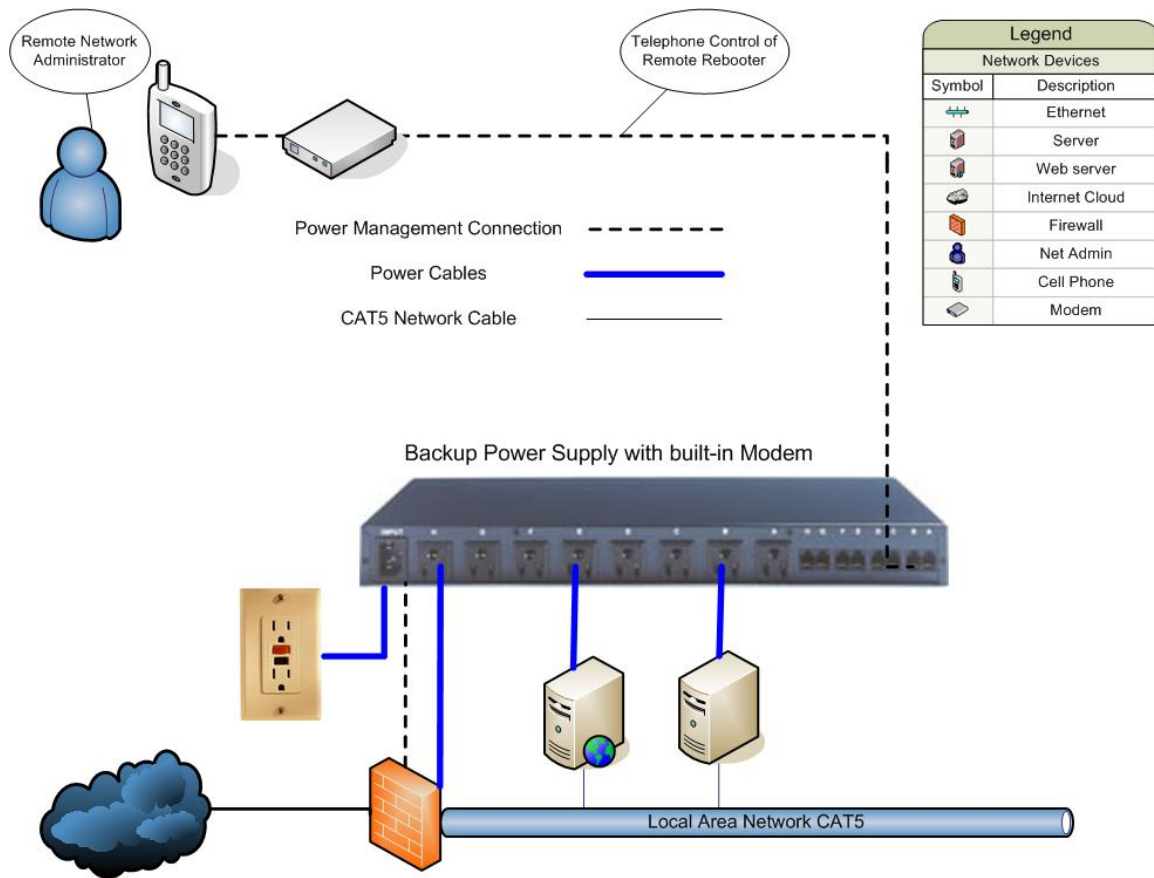 Remote Network
Administrator
Telephone Control of
Remote Rebooter
Legend
Network Devices
Symbol Description
Ethernet
Server
Web server
Internet Cloud
Firewall
Net Admin
Cell Phone
Modem
Power Management Connection
Power Cables
CAT5 Network Cable
Backup Power Supply with built-in Modem
INPUT
Local Area Network CAT5